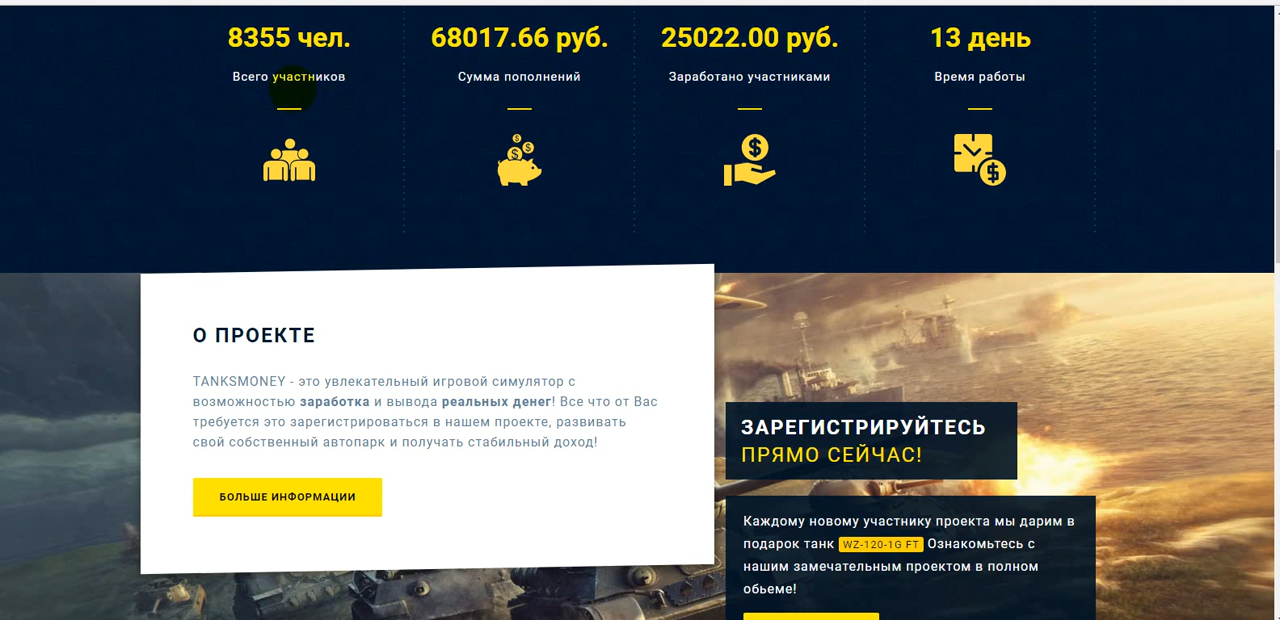 8355 чел.
68017.66 руб.
25022.00 руб.
13 день
Всего участников
Сумма пополнений
Заработано участниками
Время работы
О ПРОЕКТЕ
TANKSMONEY - это увлекательный игровой симулятор с
возможностью заработка и вывода реальных денег! Все что от Вас
требуется это зарегистрироваться в нашем проекте, развивать
свой собственный автопарк и получать стабильный доход!
БОЛЬШЕ ИНФОРМАЦИИ
ЗАРЕГИСТРИРУЙТЕСЬ
ПРЯМО СЕЙЧАС!
Каждому новому участнику проекта мы дарим в
подарок танк WZ-120-1G FT Ознакомьтесь с
нашим замечательным проектом в полном
обьеме!